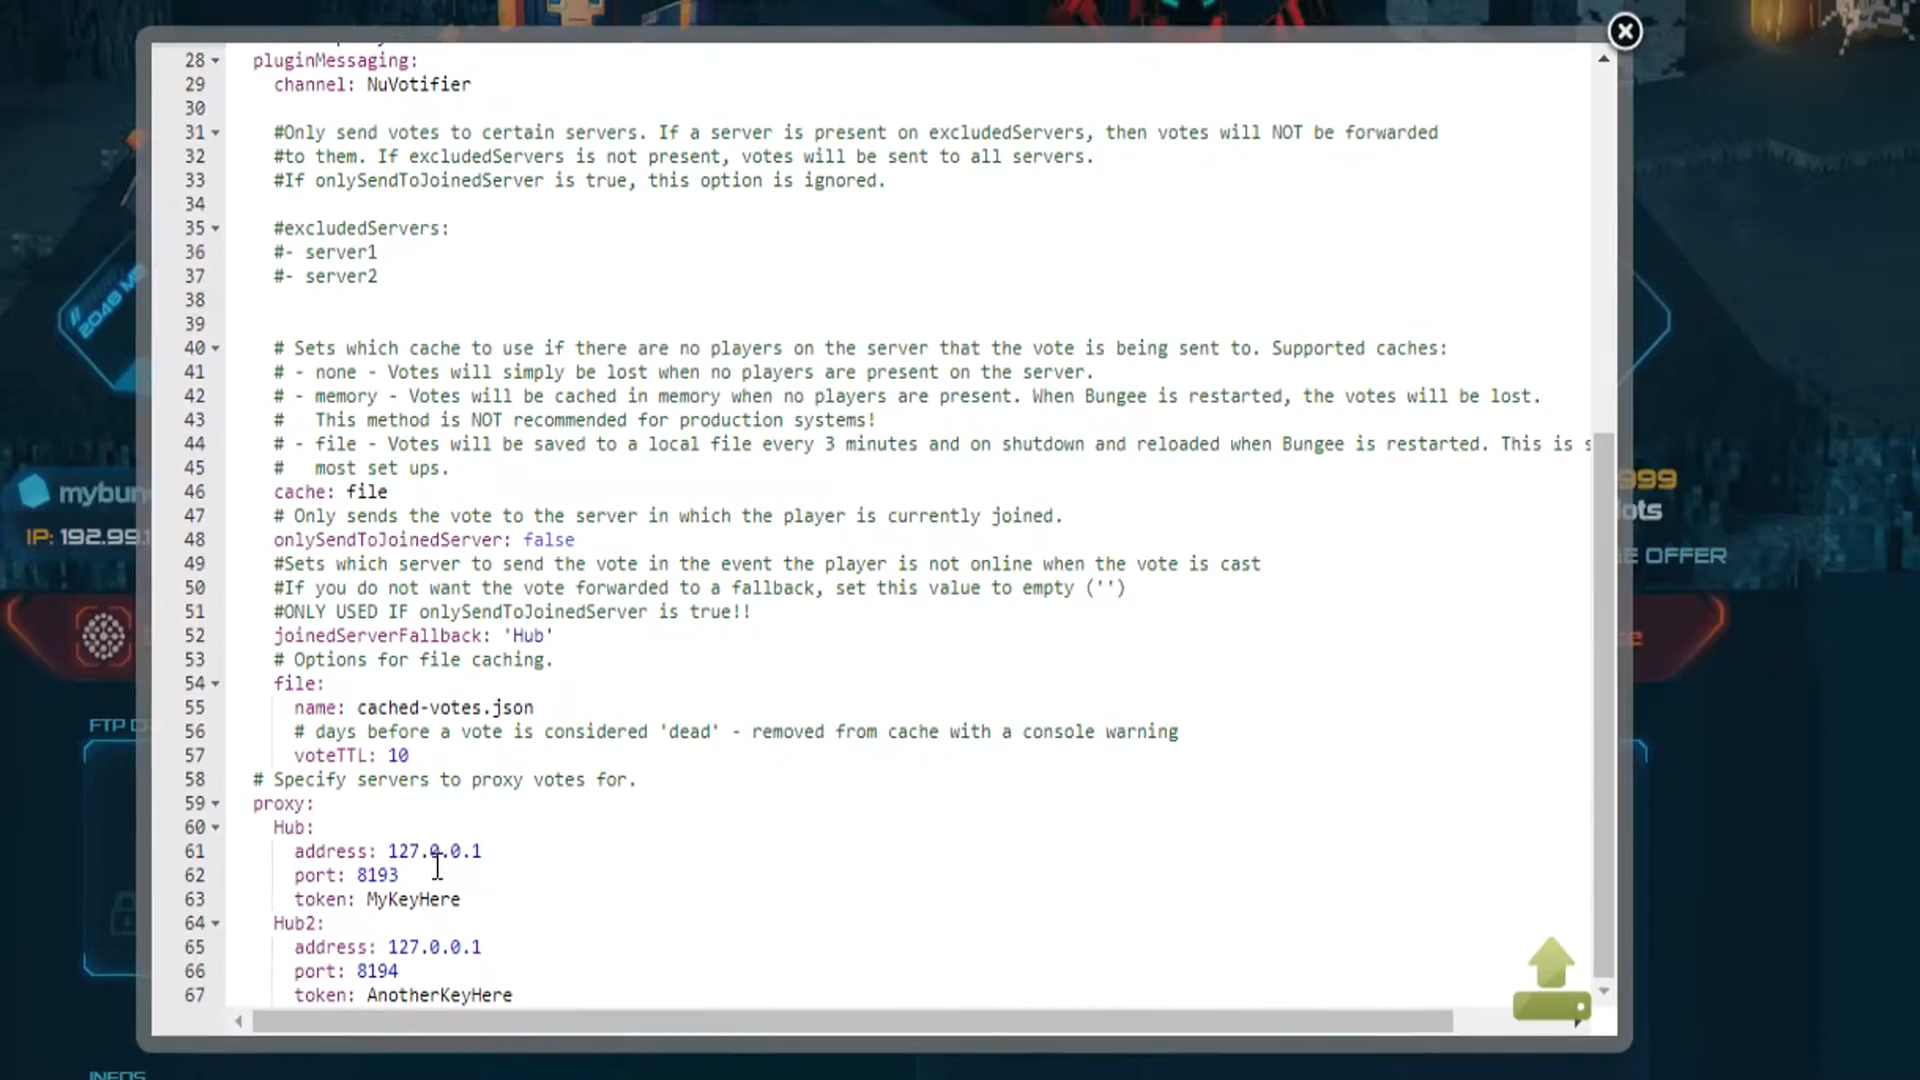 28 pluginMessaging:
29 channel: NuVotifier
30
31 #Only send votes to certain servers. If a server is present on excludedServers, then votes will NOT be forwarded
32 #to them. If excludedServers is not present, votes will be sent to all servers.
33 #If onlySendToJoinedServer is true, this option is ignored.
34
35 #excludedServers:
36 #- server1
37 #- server2
38
39
40 # Sets which cache to use if there are no players on the server that the vote is being sent to. Supported caches:
41 # - none - Votes will simply be lost when no players are present on the server.
42 # - memory - Votes will be cached in memory when no players are present. When Bungee is restarted, the votes will be lost.
43 #   This method is NOT recommended for production systems!
44 # - file - Votes will be saved to a local file every 3 minutes and on shutdown and reloaded when Bungee is restarted. This is s
45 #   most set ups.
46 cache: file
47 # Only sends the vote to the server in which the player is currently joined.
48 onlySendToJoinedServer: false
49 #Sets which server to send the vote in the event the player is not online when the vote is cast
50 #If you do not want the vote forwarded to a fallback, set this value to empty ('')
51 #ONLY USED IF onlySendToJoinedServer is true!!
52 joinedServerFallback: 'Hub'
53 # Options for file caching.
54 file:
55 name: cached-votes.json
56 # days before a vote is considered 'dead' - removed from cache with a console warning
57 voteTTL: 10
58 # Specify servers to proxy votes for.
59 proxy:
60 Hub:
61 address: 127.0.0.1
62 port: 8193
63 token: MyKeyHere
64 Hub2:
65 address: 127.0.0.1
66 port: 8194
67 token: AnotherKeyHere
// 2048 M
mybun
IP: 192.99.
999
lots
E OFFER
FTP
INFOS